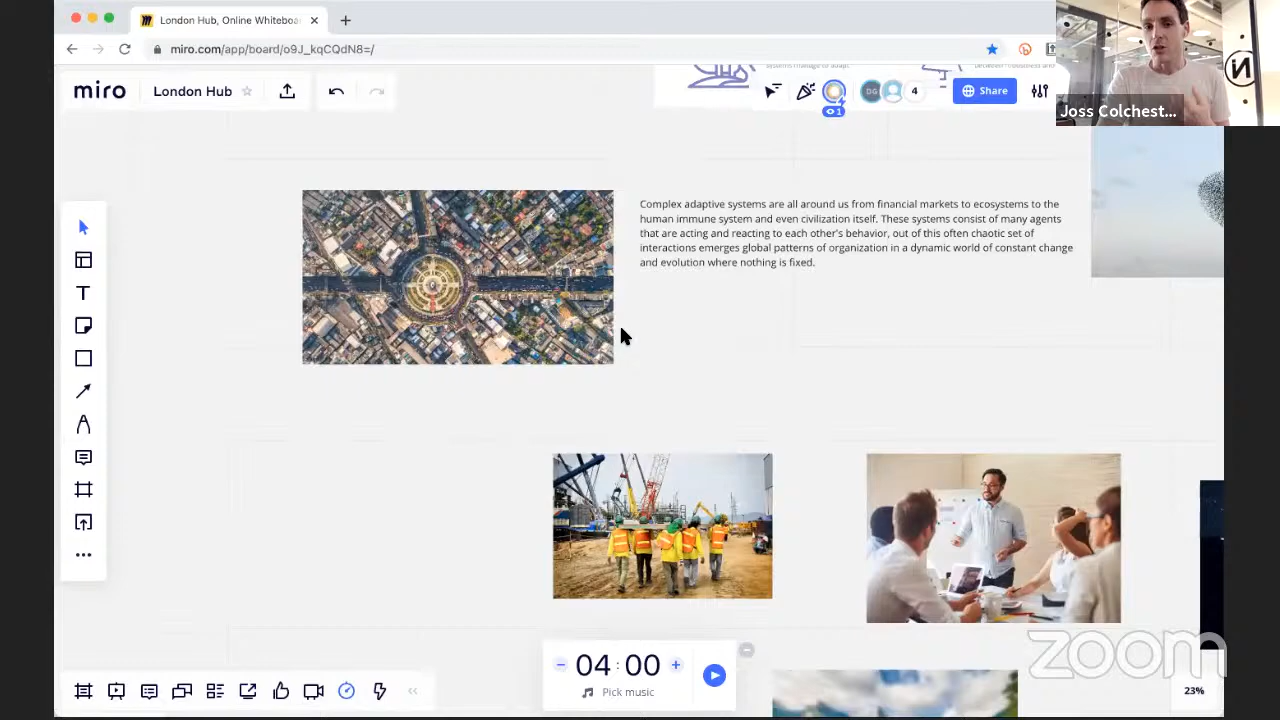 London Hub, Online Whiteboa
miro.com/app/board/o9J_kqCQdN8=/
miro
London Hub
DG
4
Share
1
Joss Colchest...
Complex adaptive systems are all around us from financial markets to ecosystems to the
human immune system and even civilization itself. These systems consist of many agents
that are acting and reacting to each other's behavior, out of this often chaotic set of
interactions emerges global patterns of organization in a dynamic world of constant change
and evolution where nothing is fixed.
T
04 : 00
Pick music
zoom
23%